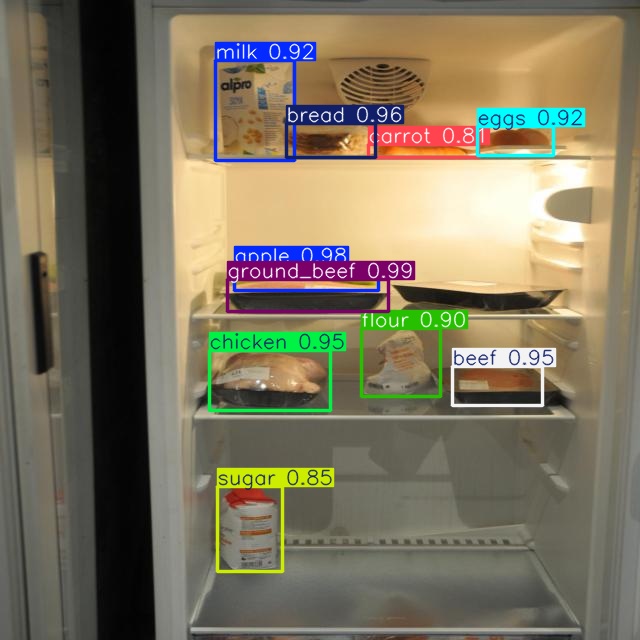 milk 0.92
alpro
SOYA
bread 0.96
carrot 0.81
eggs 0.92
apple 0.98
ground_beef 0.99
flour 0.90
chicken 0.95
beef 0.95
sugar 0.85